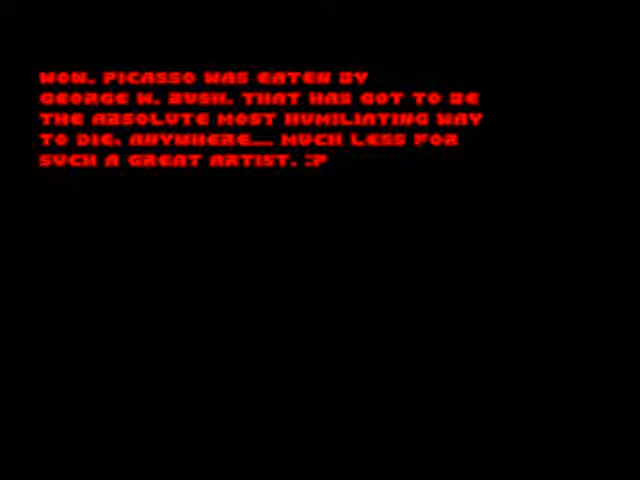 WOW. PICASSO WAS EATEN BY
GEORGE W. BUSH. THAT HAS GOT TO BE
THE ABSOLUTE MOST HUMILIATING WAY
TO DIE. ANYWHERE... MUCH LESS FOR
SUCH A GREAT ARTIST. :P